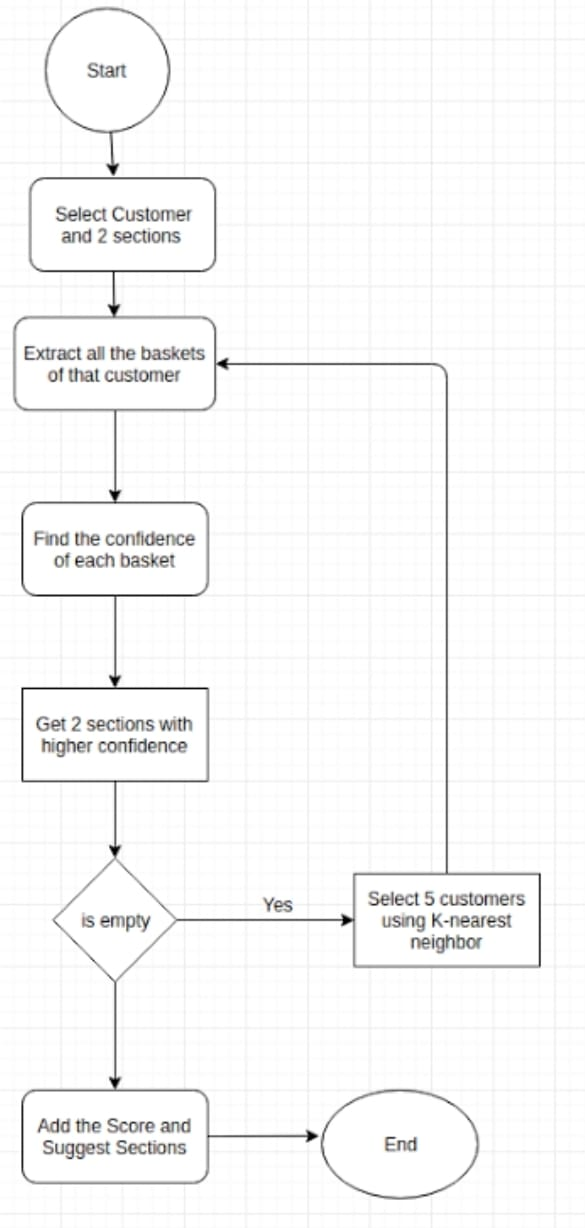 Start
Select Customer
and 2 sections
Extract all the baskets
of that customer
Find the confidence
of each basket
Get 2 sections with
higher confidence
is empty
Yes
Select 5 customers
using K-nearest
neighbor
Add the Score and
Suggest Sections
End